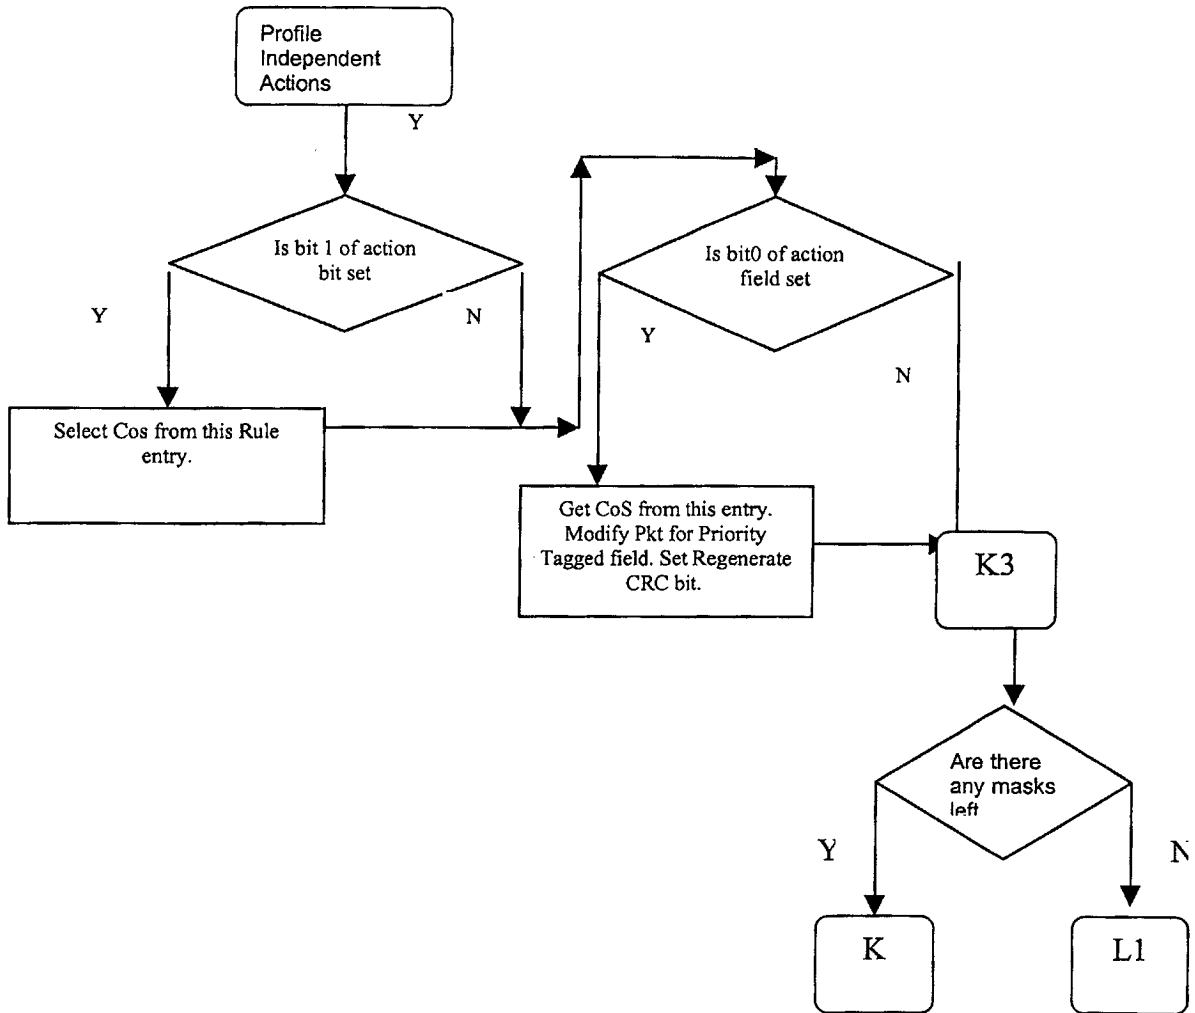 Profile
Independent
Actions
Y
Is bit 1 of action
bit set
Y
N
Select Cos from this Rule
entry.
Is bit0 of action
field set
Y
N
Get CoS from this entry.
Modify Pkt for Priority
Tagged field. Set Regenerate
CRC bit.
K3
Are there
any masks
left
Y
N
K
L1